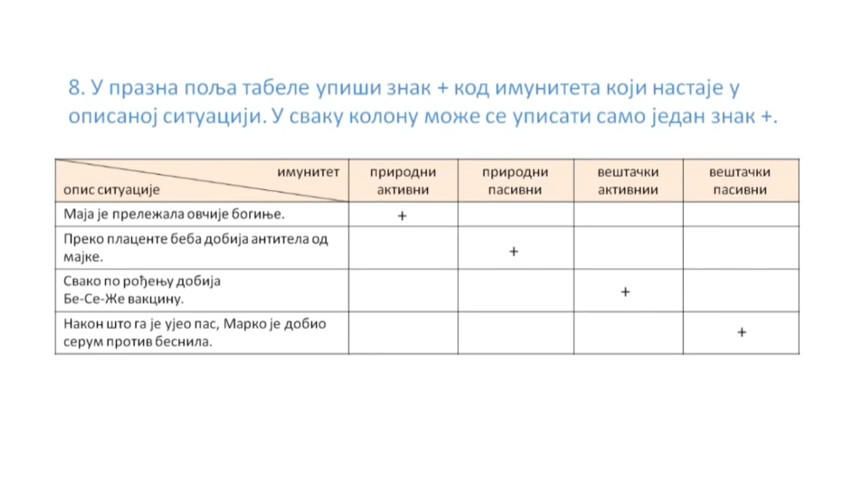 8. У празна поља табеле упиши знак + код имунитета који настаје у
описаној ситуацији. У сваку колону може се уписати само један знак +.
имунитет
опис ситуације
природни
активни
природни
пасивни
вештачки
активнии
вештачки
пасивни
Маја је прележала овчије богиње.
+
Преко плаценте беба добија антитела од
мајке.
+
Свако по рођењу добија
Бе-Се-Же вакцину.
+
Након што га је ујео пас, Марко је добио
серум против беснила.
+